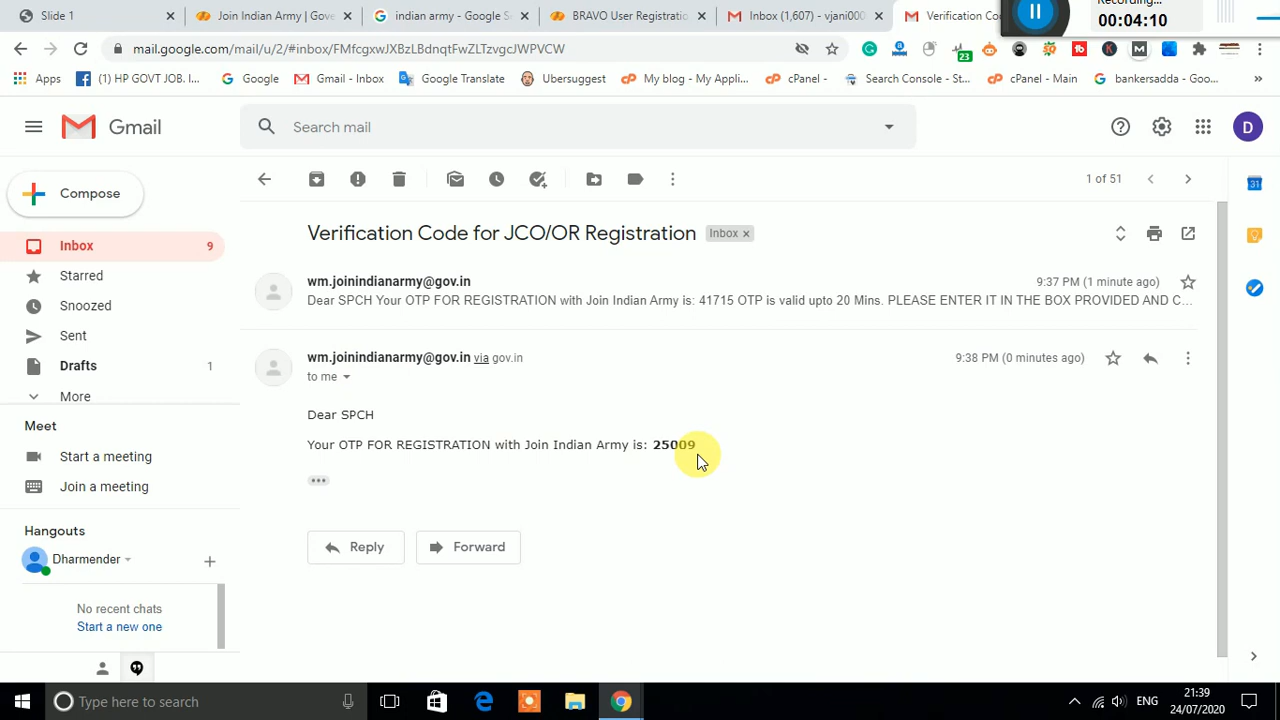 Slide 1
Join Indian Army | Gove
indian army - Google S
BRAVO User Registratio
Inbox (1,607) - vjani000
Verification Co
Recording...
00:04:10
mail.google.com/mail/u/2/#inbox/FMfcgxwJXBzLBdnqtFwZLTzvgcJWPVCW
23
Apps
(1) HP GOVT JOB. I...
Google
Gmail - Inbox
Google Translate
Ubersuggest
My blog - My Appli...
cPanel -
Search Console - St...
cPanel - Main
bankersadda - Goo...
»
Gmail
Search mail
D
Compose
1 of 51
31
Inbox 9
Starred
Snoozed
Sent
Drafts 1
More
Meet
Start a meeting
Join a meeting
Hangouts
Dharmender
No recent chats
Start a new one
Verification Code for JCO/OR Registration
Inbox x
wm.joinindianarmy@gov.in 9:37 PM (1 minute ago)
Dear SPCH Your OTP FOR REGISTRATION with Join Indian Army is: 41715 OTP is valid upto 20 Mins. PLEASE ENTER IT IN THE BOX PROVIDED AND C...
wm.joinindianarmy@gov.in via gov.in 9:38 PM (0 minutes ago)
to me
Dear SPCH
Your OTP FOR REGISTRATION with Join Indian Army is: 25009
Reply
Forward
Type here to search
ENG
21:39
24/07/2020